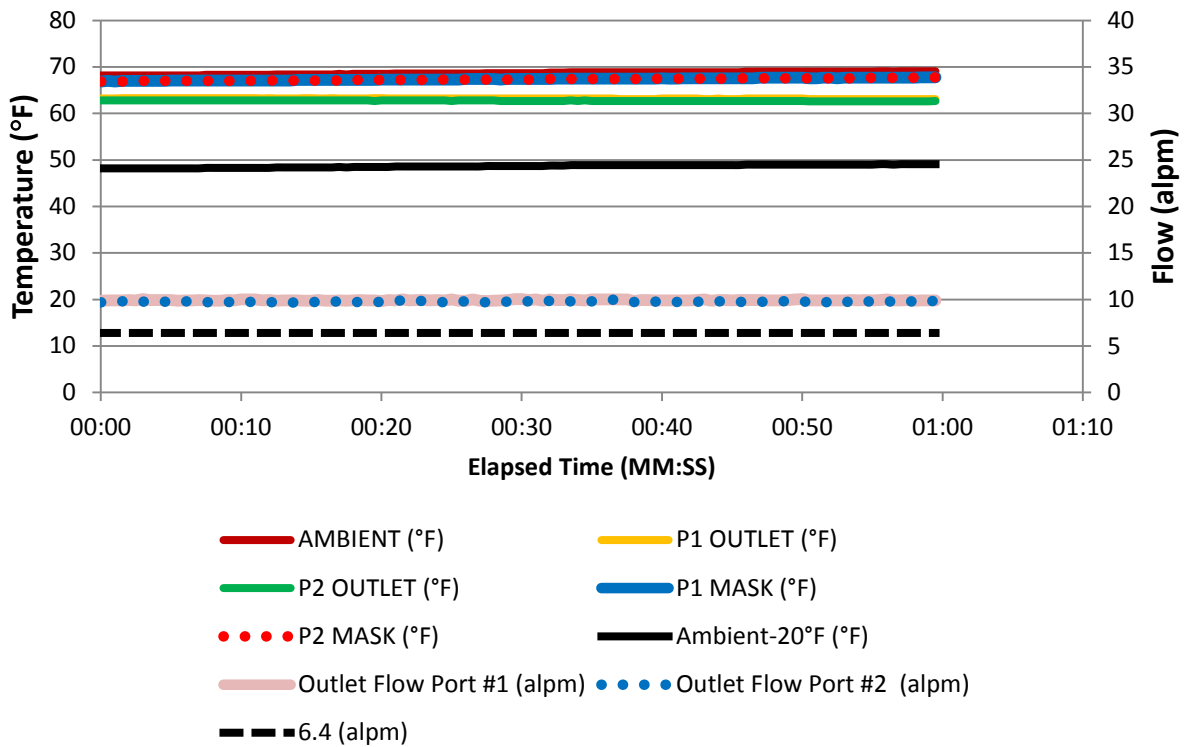 80
70
60
50
40
30
20
10
0
Temperature (°F)
40
35
30
25
20
15
10
5
0
Flow (alpm)
00:00
00:10
00:20
00:30
00:40
00:50
01:00
01:10
Elapsed Time (MM:SS)
AMBIENT (°F)
P1 OUTLET (°F)
P2 OUTLET (°F)
P1 MASK (°F)
P2 MASK (°F)
Ambient-20°F (°F)
Outlet Flow Port #1 (alpm)
Outlet Flow Port #2 (alpm)
6.4 (alpm)